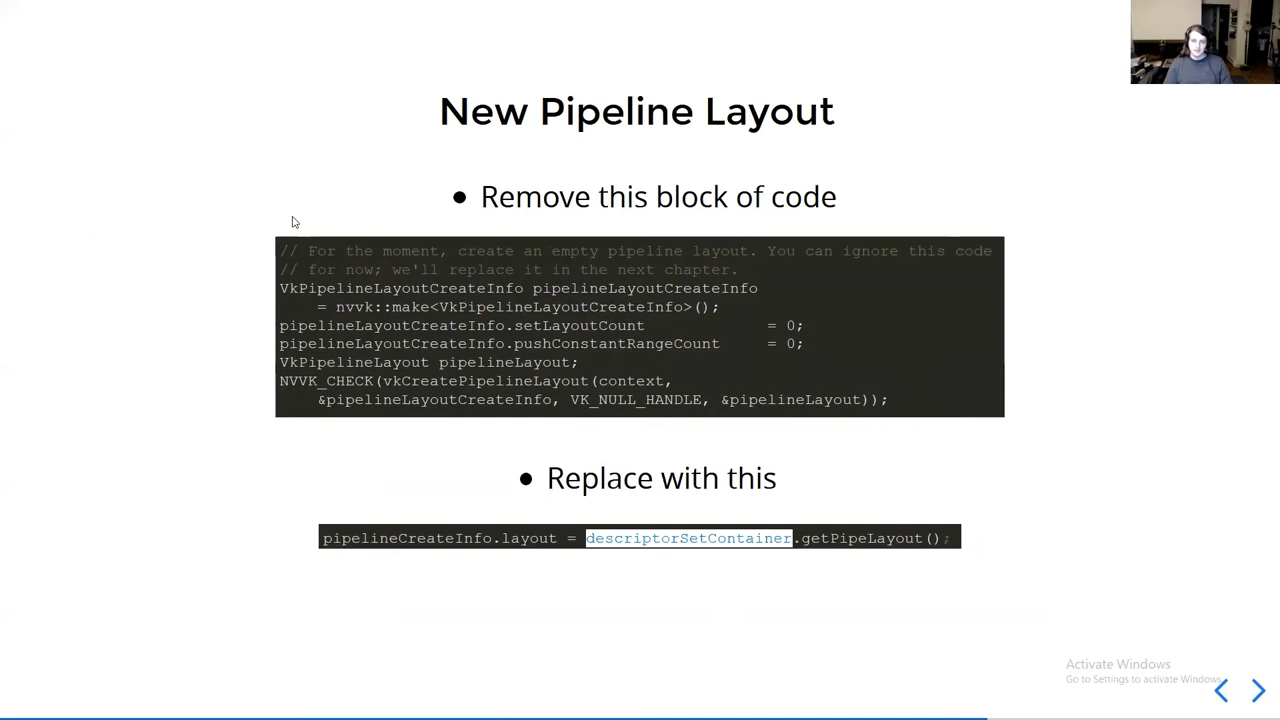 New Pipeline Layout
● Remove this block of code
// For the moment, create an empty pipeline layout. You can ignore this code
// for now; we'll replace it in the next chapter.
VkPipelineLayoutCreateInfo pipelineLayoutCreateInfo
= nvvk::make<VkPipelineLayoutCreateInfo>();
pipelineLayoutCreateInfo.setLayoutCount = 0;
pipelineLayoutCreateInfo.pushConstantRangeCount = 0;
VkPipelineLayout pipelineLayout;
NVVK_CHECK(vkCreatePipelineLayout(context,
&pipelineLayoutCreateInfo, VK_NULL_HANDLE, &pipelineLayout));
● Replace with this
pipelineCreateInfo.layout = descriptorSetContainer.getPipeLayout();
Activate Windows
Go to Settings to activate Windows.